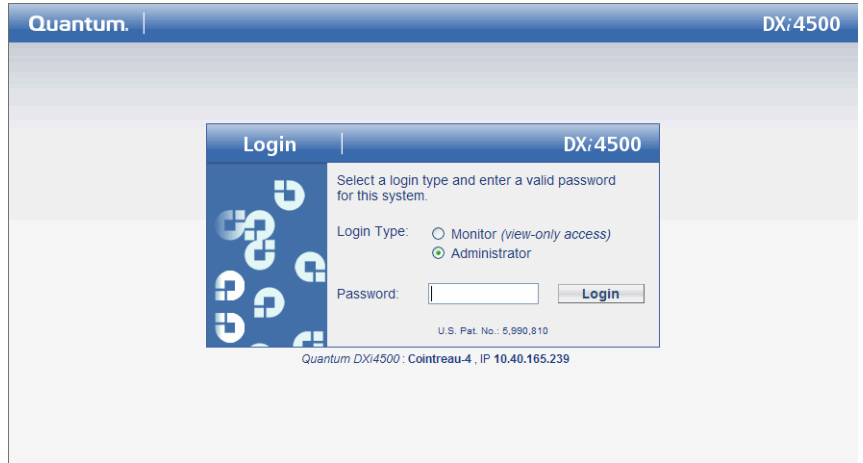 Quantum. DXi4500
Login DXi4500
Select a login type and enter a valid password
for this system.
Login Type: Monitor (view-only access)
Administrator
Password: Login
U.S. Pat. No.: 5,990,810
Quantum DXi4500 : Cointreau-4 , IP 10.40.165.239